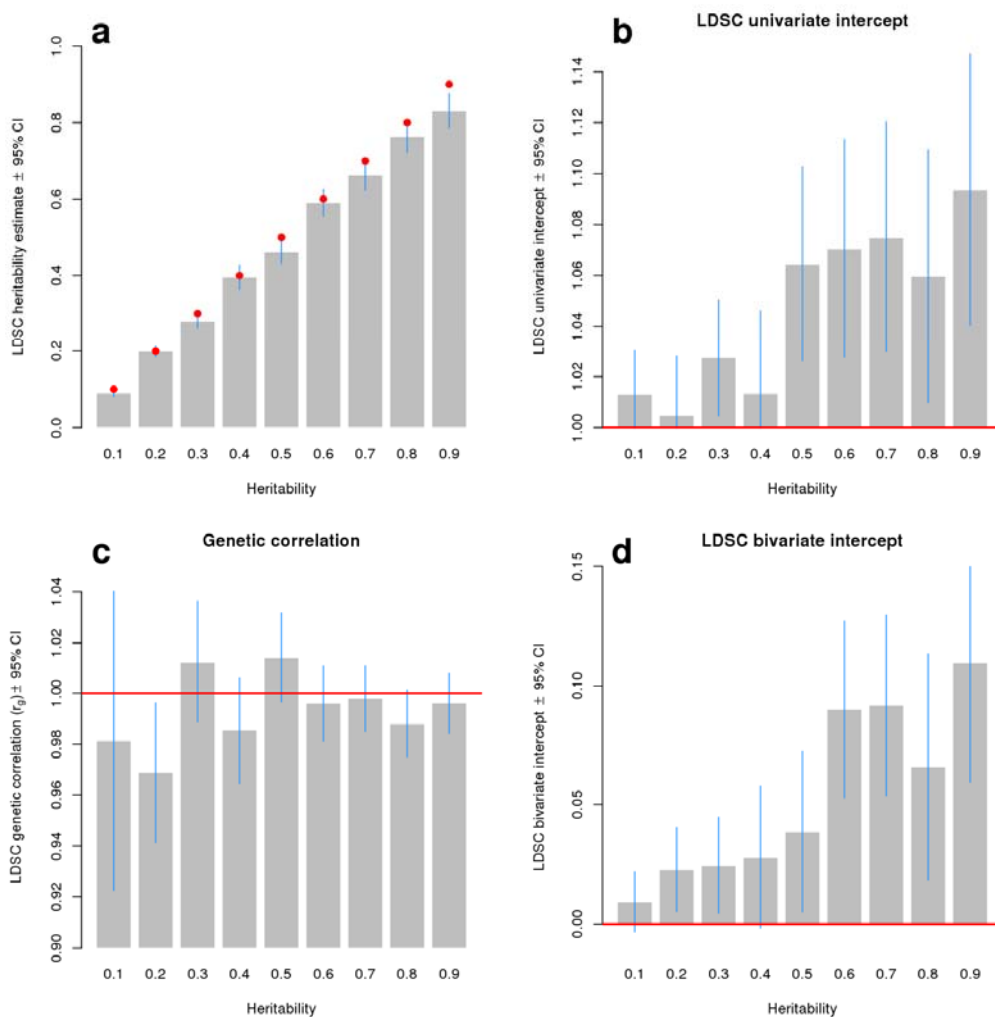 a
LDSC heritability estimate ± 95% CI
1.0
0.8
0.6
0.4
0.2
0.0
0.1 0.2 0.3 0.4 0.5 0.6 0.7 0.8 0.9
Heritability
b
LDSC univariate intercept
LDSC univariate intercept ± 95% CI
1.14
1.12
1.10
1.08
1.06
1.04
1.02
1.00
0.1 0.2 0.3 0.4 0.5 0.6 0.7 0.8 0.9
Heritability
c
Genetic correlation
LDSC genetic correlation (rg) ± 95% CI
1.04
1.02
1.00
0.98
0.96
0.94
0.92
0.90
0.1 0.2 0.3 0.4 0.5 0.6 0.7 0.8 0.9
Heritability
d
LDSC bivariate intercept
LDSC bivariate intercept ± 95% CI
0.15
0.10
0.05
0.00
0.1 0.2 0.3 0.4 0.5 0.6 0.7 0.8 0.9
Heritability